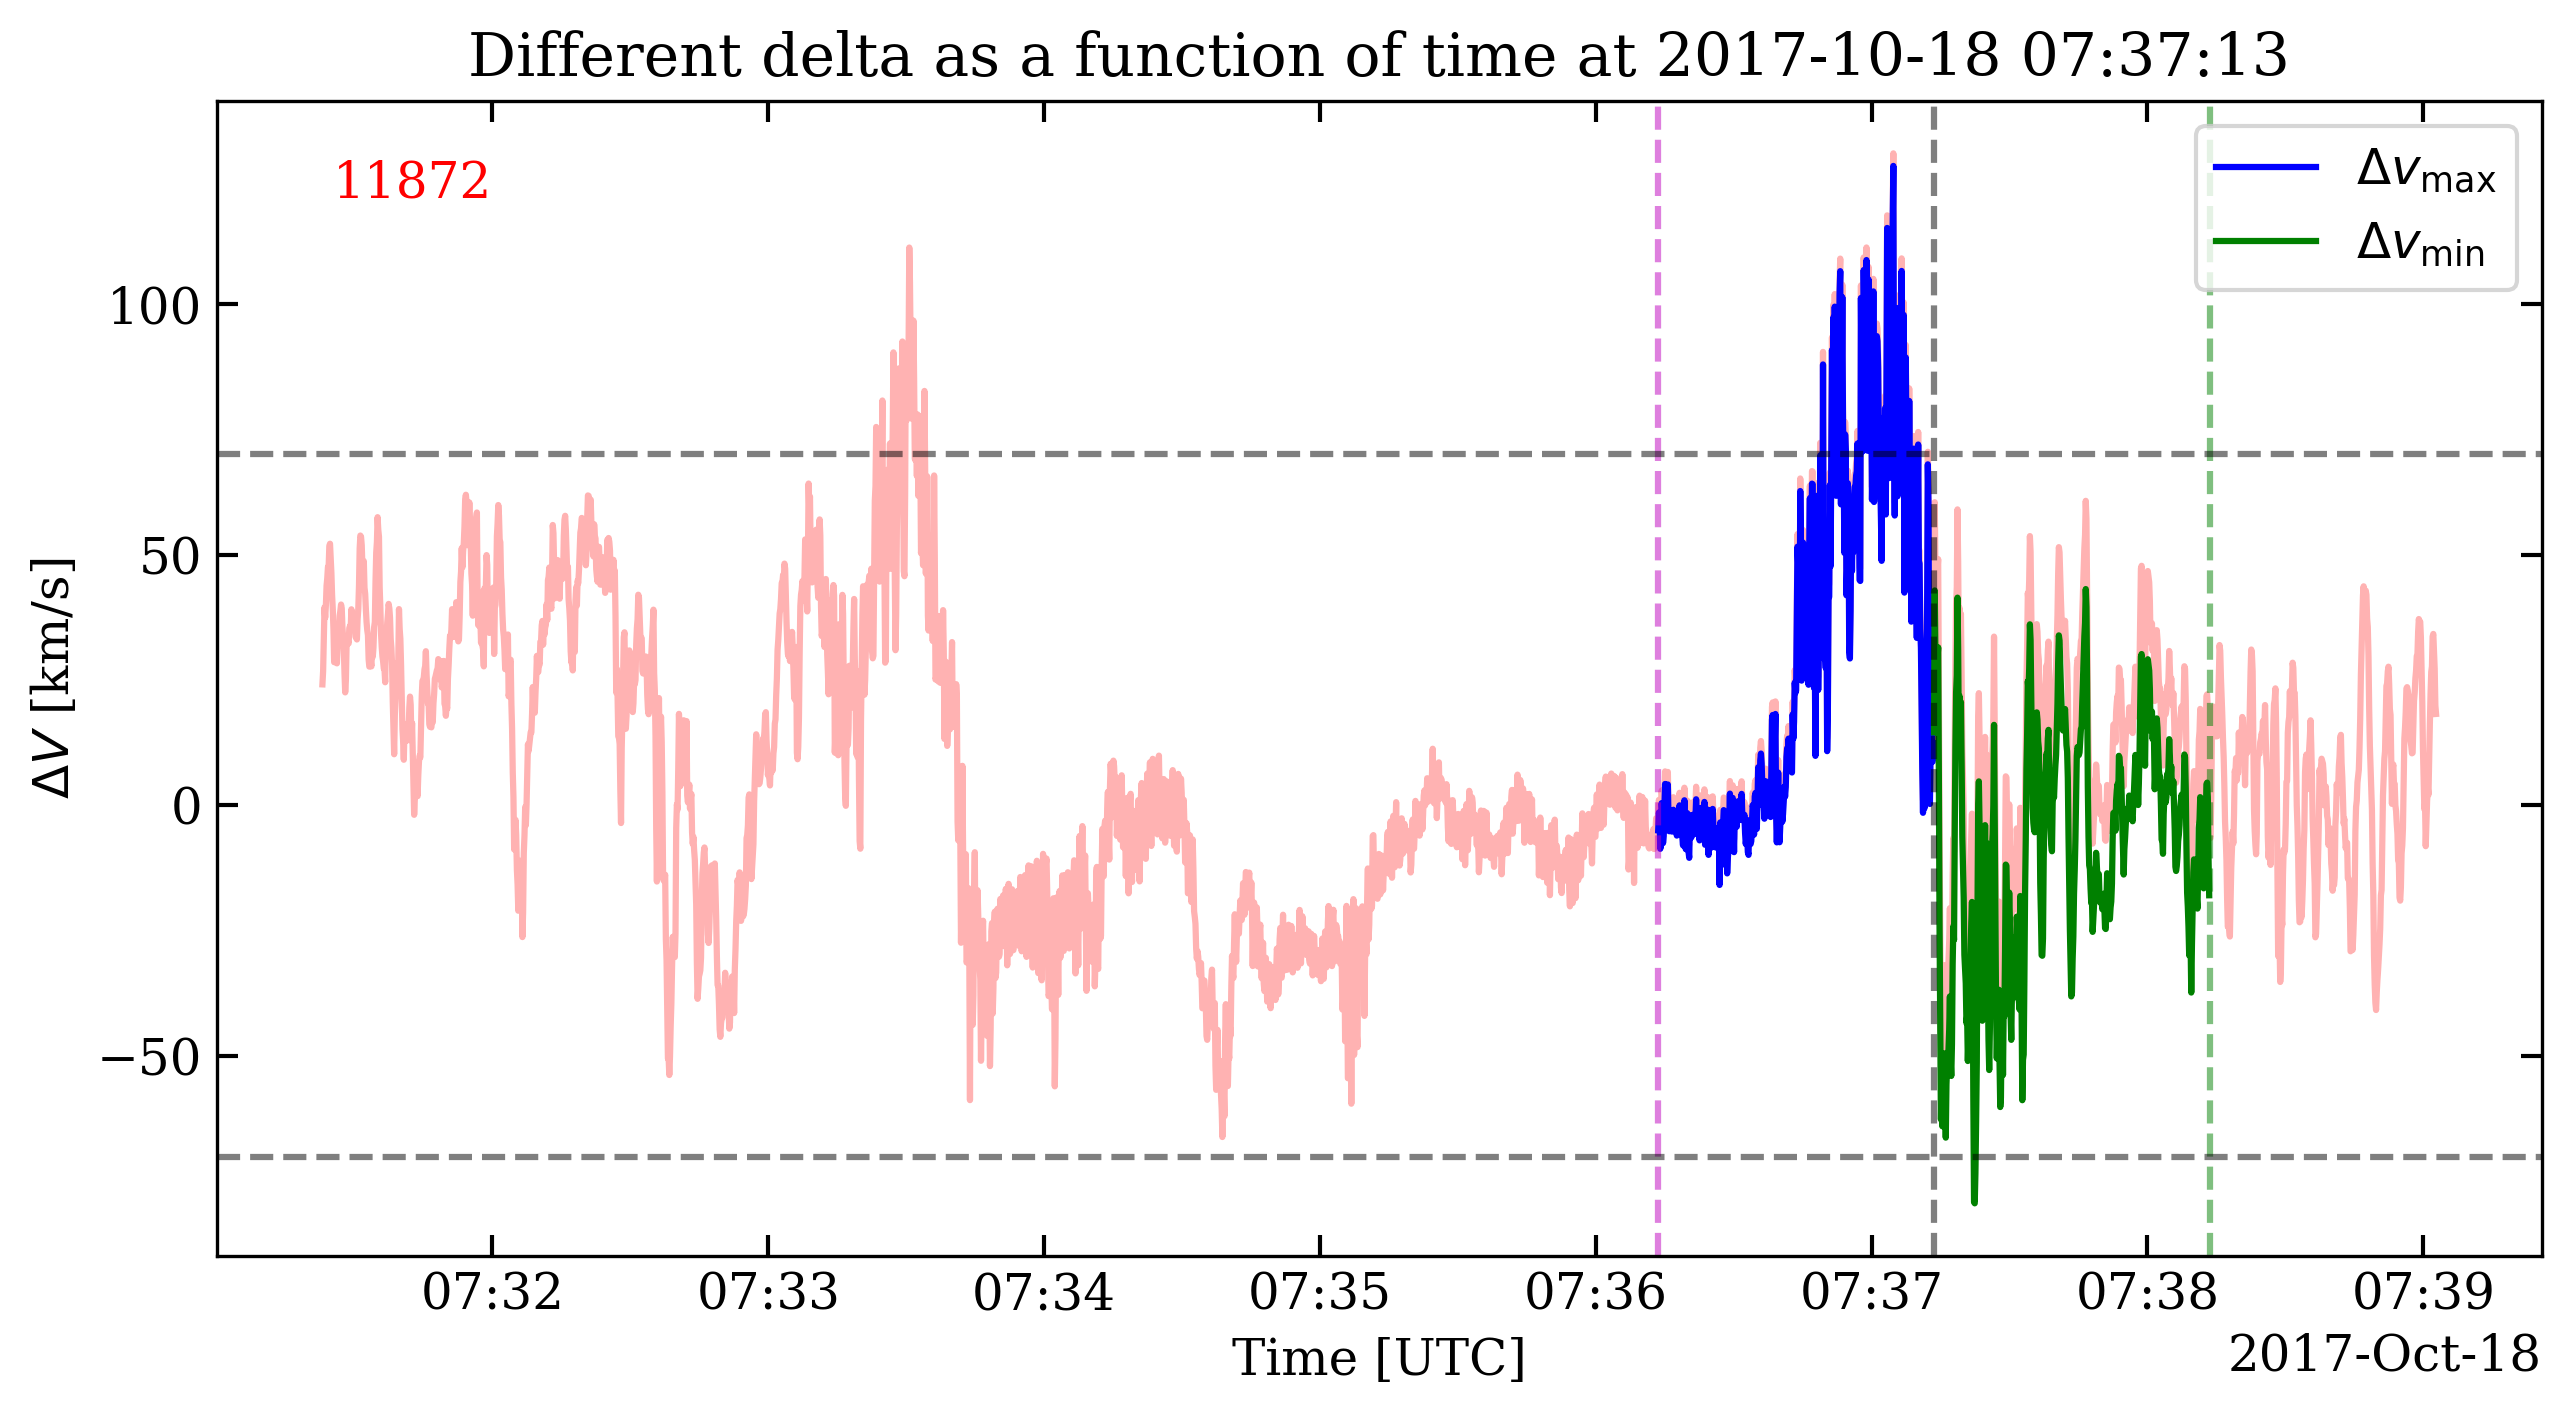 Different delta as a function of time at 2017-10-18 07:37:13
11872
Δv_max
Δv_min
100
50
0
−50
ΔV [km/s]
07:32 07:33 07:34 07:35 07:36 07:37 07:38 07:39
Time [UTC]
2017-Oct-18